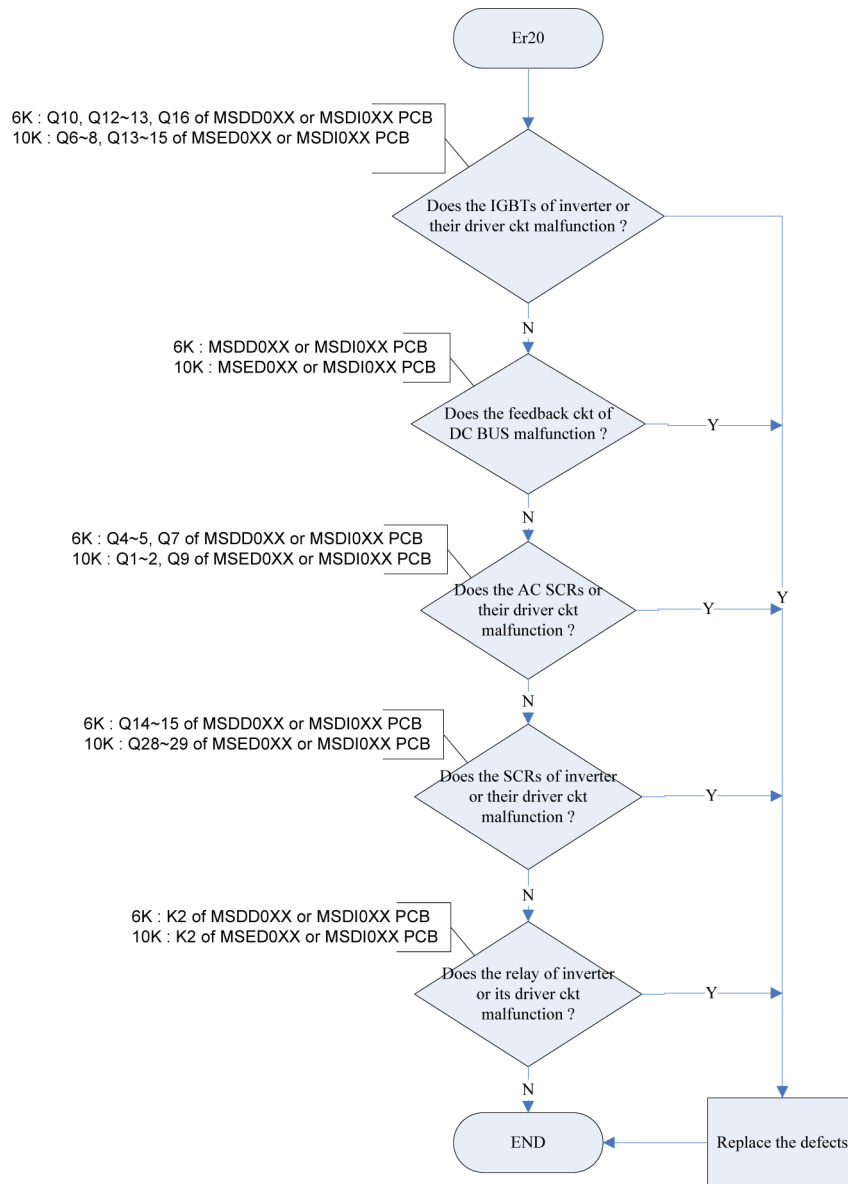 Er20
6K : Q10, Q12~13, Q16 of MSDD0XX or MSDI0XX PCB
10K : Q6~8, Q13~15 of MSED0XX or MSDI0XX PCB
Does the IGBTs of inverter or
their driver ckt malfunction ?
N
6K : MSDD0XX or MSDI0XX PCB
10K : MSED0XX or MSDI0XX PCB
Does the feedback ckt of
DC BUS malfunction ?
Y
N
6K : Q4~5, Q7 of MSDD0XX or MSDI0XX PCB
10K : Q1~2, Q9 of MSED0XX or MSDI0XX PCB
Does the AC SCRs or
their driver ckt
malfunction ?
Y
Y
N
6K : Q14~15 of MSDD0XX or MSDI0XX PCB
10K : Q28~29 of MSED0XX or MSDI0XX PCB
Does the SCRs of inverter
or their driver ckt
malfunction ?
Y
N
6K : K2 of MSDD0XX or MSDI0XX PCB
10K : K2 of MSED0XX or MSDI0XX PCB
Does the relay of inverter
or its driver ckt
malfunction ?
Y
N
END
Replace the defects